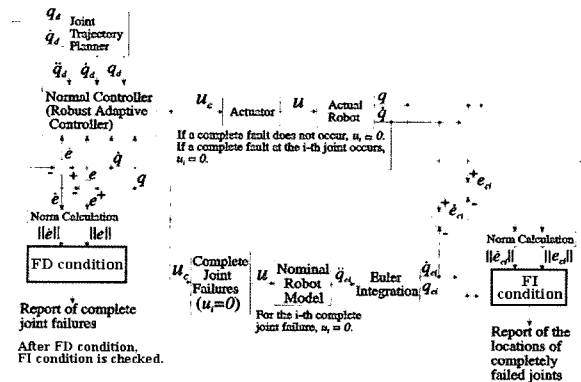 q_d Joint
q̇_d Trajectory
Planner
q̈_d q̇_d q_d
Normal Controller
(Robust Adaptive
Controller)
u_c Actuator u Actual
Robot q
q̇
If a complete fault does not occur, u_i = 0.
If a complete fault at the i-th joint occurs,
u_i = 0.
ė e q̇
ė e q
Norm Calculation
||ė|| ||e||
FD condition
Report of complete
joint failures
After FD condition,
FI condition is checked.
u_c Complete
Joint
Failures
(u_i=0)
u Nominal
Robot
Model
q̈_ci Euler
Integration
q̇_ci
q_ci
For the i-th complete
joint failure, u_i = 0.
+ e_ci
+ ė_ci
Norm Calculation
||ė_ci|| ||e_ci||
FI
condition
Report of the
locations of
completely
failed joints